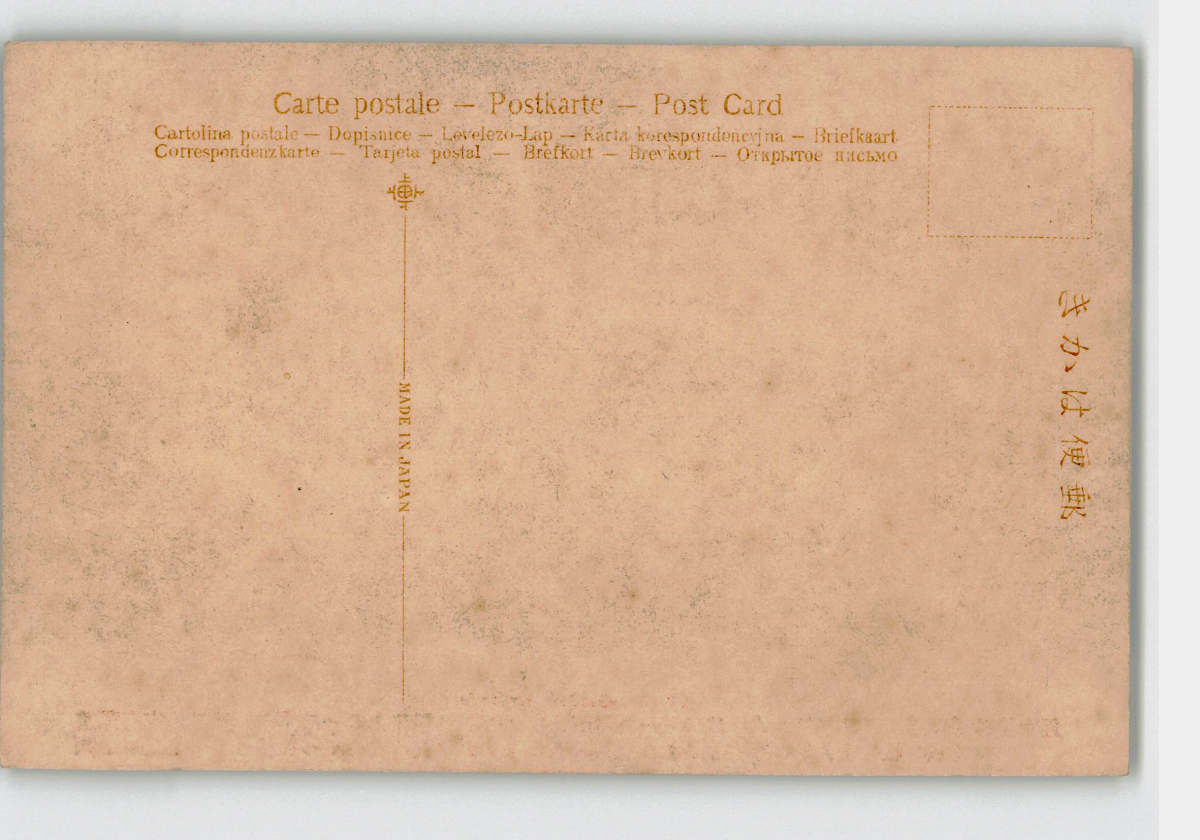 Carte postale — Postkarte — Post Card
Cartolina postale — Dopisnice — Levelezo-Lap — Karta korespondencyjna — Briefkaart
Correspondenzkarte — Tarjeta postal — Brefkort — Brevkort — Открытое письмо
MADE IN JAPAN
きかは便郵